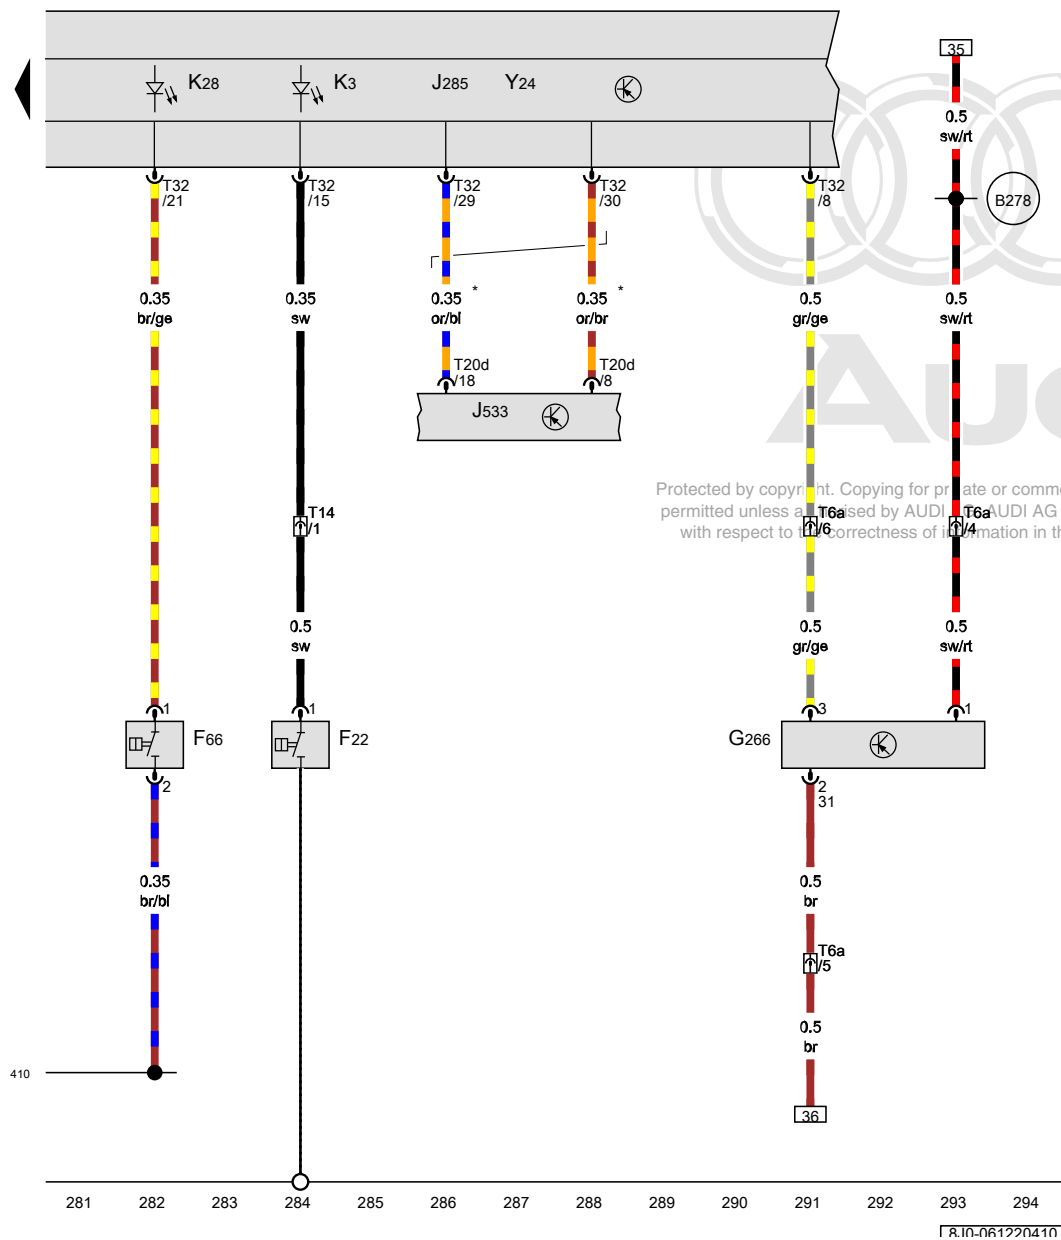 35
K28
K3
J285
Y24
0.5
sw/rt
T32
/21
T32
/15
T32
/29
T32
/30
T32
/8
B278
0.35
br/ge
0.35
sw
0.35
or/bl
*
0.35
or/br
*
0.5
gr/ge
0.5
sw/rt
T20d
/18
T20d
/8
J533
Audi
T14
/1
T6a
/6
T6a
/4
0.5
sw
0.5
gr/ge
0.5
sw/rt
1
F66
1
F22
3
1
G266
2
2
31
0.35
br/bl
0.5
br
T6a
/5
0.5
br
410
36
281 282 283 284 285 286 287 288 289 290 291 292 293 294
8J0-061220410